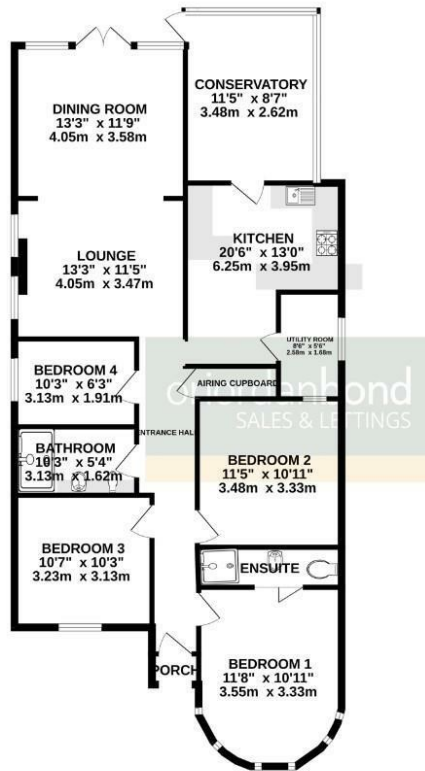 CONSERVATORY
11'5" x 8'7"
3.48m x 2.62m
DINING ROOM
13'3" x 11'9"
4.05m x 3.58m
KITCHEN
20'6" x 13'0"
6.25m x 3.95m
LOUNGE
13'3" x 11'5"
4.05m x 3.47m
UTILITY ROOM
8'6" x 5'6"
2.58m x 1.68m
BEDROOM 4
10'3" x 6'3"
3.13m x 1.91m
AIRING CUPBOARD
oriordanbond
SALES & LETTINGS
ENTRANCE HALL
BATHROOM
10'3" x 5'4"
3.13m x 1.62m
BEDROOM 2
11'5" x 10'11"
3.48m x 3.33m
BEDROOM 3
10'7" x 10'3"
3.23m x 3.13m
ENSUITE
PORCH
BEDROOM 1
11'8" x 10'11"
3.55m x 3.33m